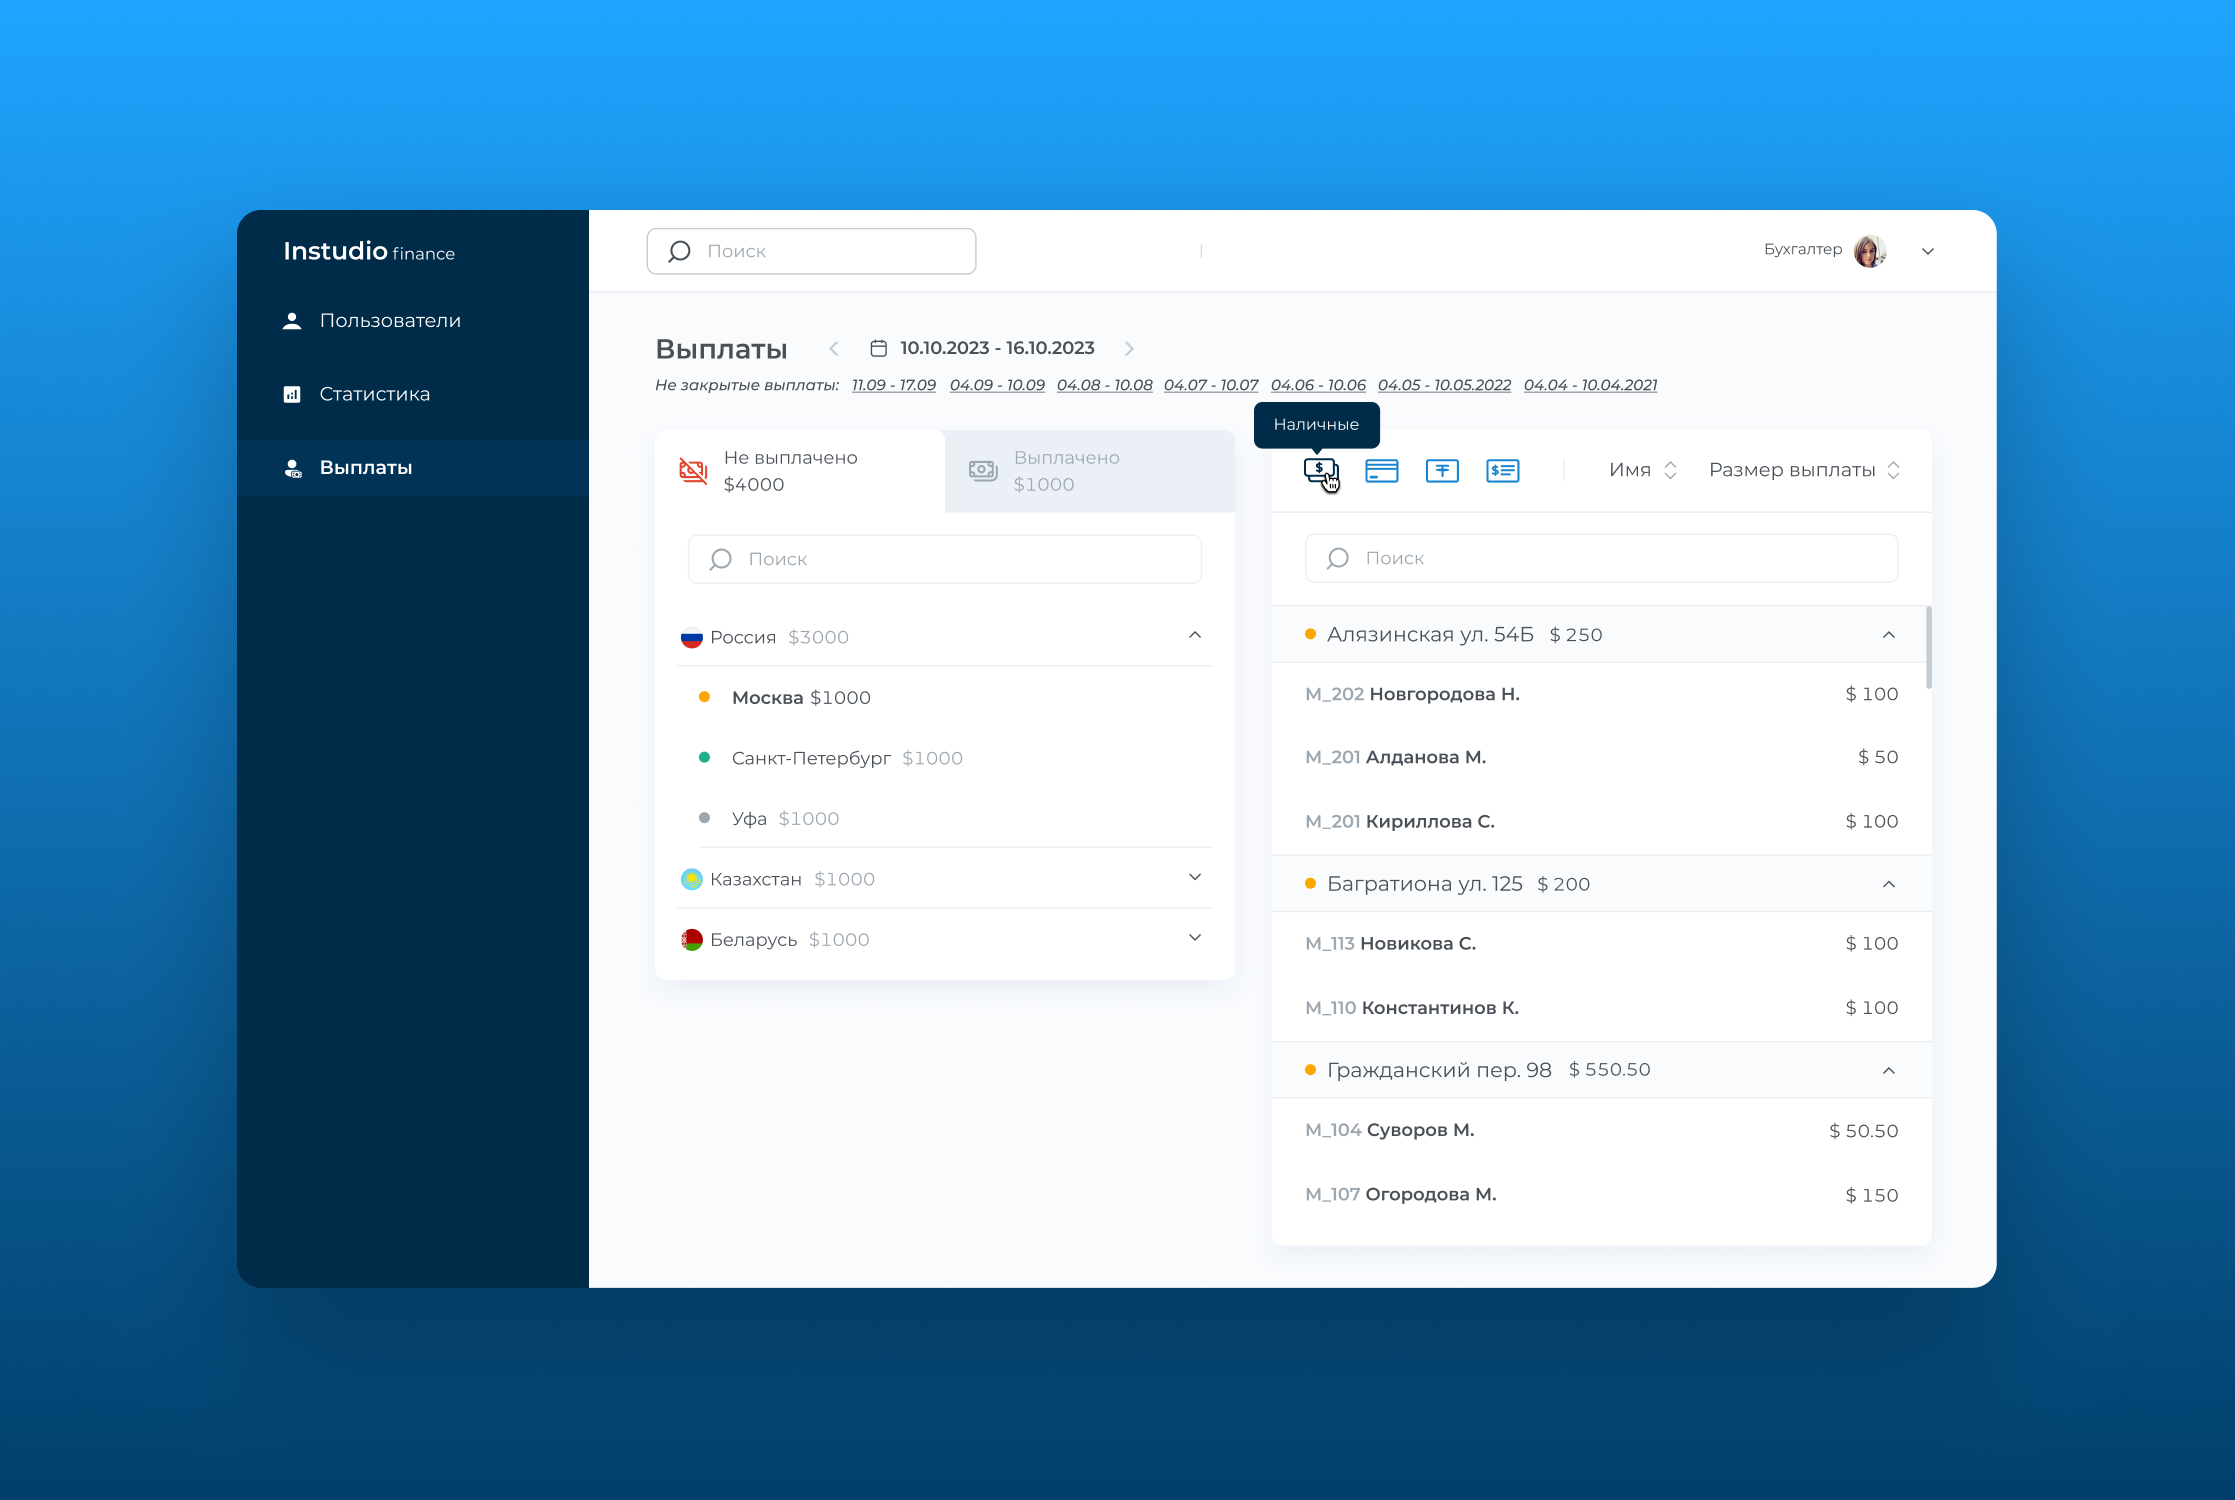 Instudio finance
Пользователи
Статистика
Выплаты
Поиск
Бухгалтер
Выплаты
10.10.2023 - 16.10.2023
Не закрытые выплаты: 11.09 - 17.09 04.09 - 10.09 04.08 - 10.08 04.07 - 10.07 04.06 - 10.06 04.05 - 10.05.2022 04.04 - 10.04.2021
Не выплачено
$4000
Выплачено
$1000
Поиск
Россия $3000
Москва $1000
Санкт-Петербург $1000
Уфа $1000
Казахстан $1000
Беларусь $1000
Наличные
Имя
Размер выплаты
Поиск
Алязинская ул. 54Б $ 250
M_202 Новгородова Н. $ 100
M_201 Алданова М. $ 50
M_201 Кириллова С. $ 100
Багратиона ул. 125 $ 200
M_113 Новикова С. $ 100
M_110 Константинов К. $ 100
Гражданский пер. 98 $ 550.50
M_104 Суворов М. $ 50.50
M_107 Огородова М. $ 150